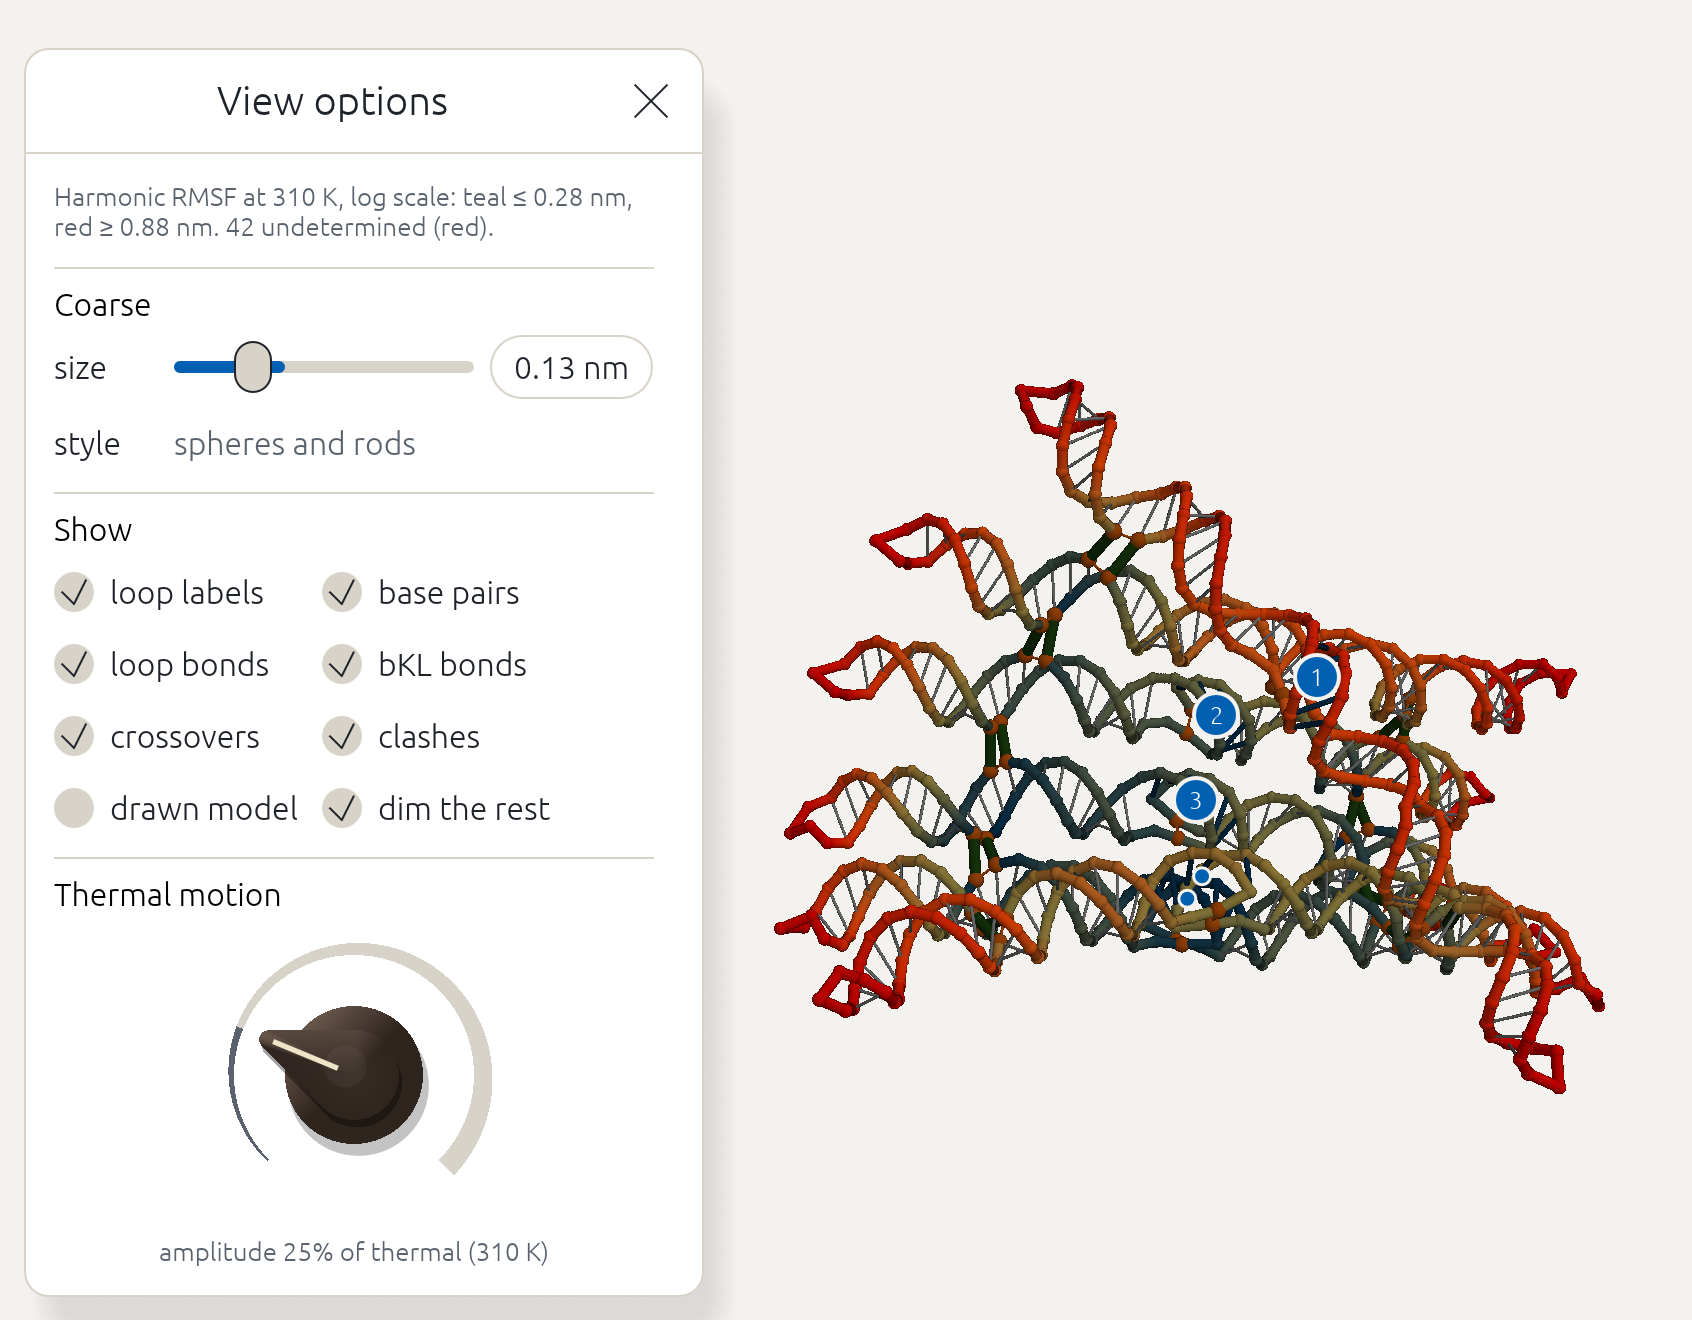 View options
Harmonic RMSF at 310 K, log scale: teal ≤ 0.28 nm,
red ≥ 0.88 nm. 42 undetermined (red).
Coarse
size 0.13 nm
style spheres and rods
Show
loop labels base pairs
loop bonds bKL bonds
crossovers clashes
drawn model dim the rest
Thermal motion
amplitude 25% of thermal (310 K)
1
2
3